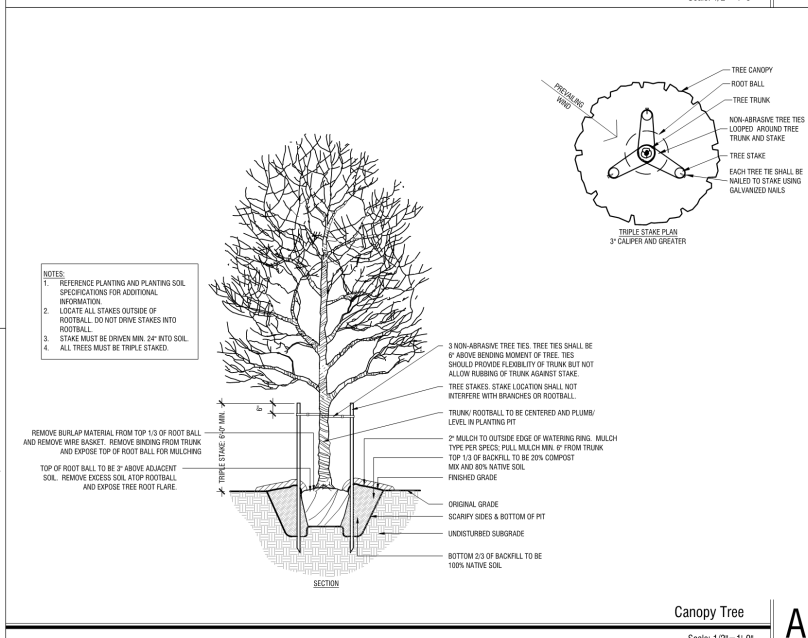 TREE CANOPY
ROOT BALL
TREE TRUNK
NON-ABRASIVE TREE TIES
LOOPED AROUND TREE
TRUNK AND STAKE
TREE STAKE
EACH TREE TIE SHALL BE
NAILED TO STAKE USING
GALVANIZED NAILS
PREVAILING
WIND
TRIPLE STAKE PLAN
3" CALIPER AND GREATER
NOTES:
1. REFERENCE PLANTING AND PLANTING SOIL
SPECIFICATIONS FOR ADDITIONAL
INFORMATION.
2. LOCATE ALL STAKES OUTSIDE OF
ROOTBALL. DO NOT DRIVE STAKES INTO
ROOTBALL.
3. STAKE MUST BE DRIVEN MIN. 24" INTO SOIL.
4. ALL TREES MUST BE TRIPLE STAKED.
3 NON-ABRASIVE TREE TIES. TREE TIES SHALL BE
6" ABOVE BENDING MOMENT OF TREE. TIES
SHOULD PROVIDE FLEXIBILITY OF TRUNK BUT NOT
ALLOW RUBBING OF TRUNK AGAINST STAKE.
TREE STAKES. STAKE LOCATION SHALL NOT
INTERFERE WITH BRANCHES OR ROOTBALL.
TRUNK/ ROOTBALL TO BE CENTERED AND PLUMB/
LEVEL IN PLANTING PIT
2" MULCH TO OUTSIDE EDGE OF WATERING RING. MULCH
TYPE PER SPECS; PULL MULCH MIN. 6" FROM TRUNK
TOP 1/3 OF BACKFILL TO BE 20% COMPOST
MIX AND 80% NATIVE SOIL
FINISHED GRADE
ORIGINAL GRADE
SCARIFY SIDES & BOTTOM OF PIT
UNDISTURBED SUBGRADE
BOTTOM 2/3 OF BACKFILL TO BE
100% NATIVE SOIL
6"
TRIPLE STAKE: 6'-0" MIN.
REMOVE BURLAP MATERIAL FROM TOP 1/3 OF ROOT BALL
AND REMOVE WIRE BASKET. REMOVE BINDING FROM TRUNK
AND EXPOSE TOP OF ROOT BALL FOR MULCHING
TOP OF ROOT BALL TO BE 3" ABOVE ADJACENT
SOIL. REMOVE EXCESS SOIL ATOP ROOTBALL
AND EXPOSE TREE ROOT FLARE.
SECTION
Canopy Tree
A